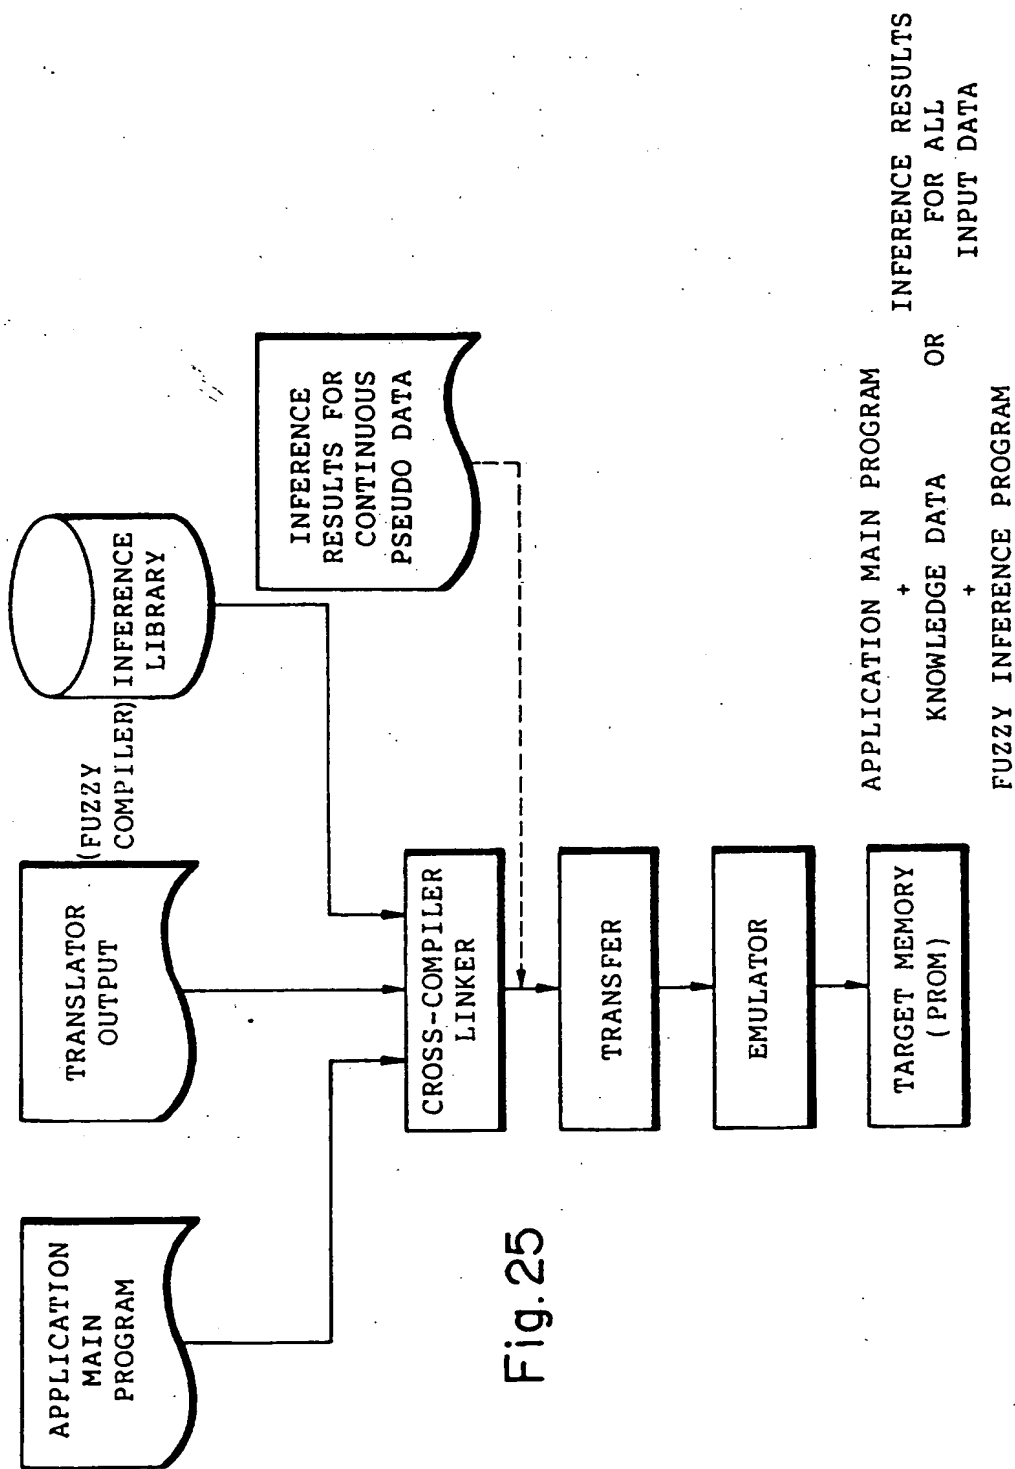 APPLICATION
MAIN
PROGRAM
TRANSLATOR
OUTPUT
(FUZZY
COMPILER)
INFERENCE
LIBRARY
INFERENCE
RESULTS FOR
CONTINUOUS
PSEUDO DATA
CROSS-COMPILER
LINKER
TRANSFER
EMULATOR
TARGET MEMORY
(PROM)
APPLICATION MAIN PROGRAM
+
KNOWLEDGE DATA
+
FUZZY INFERENCE PROGRAM
OR
INFERENCE RESULTS
FOR ALL
INPUT DATA
Fig.25